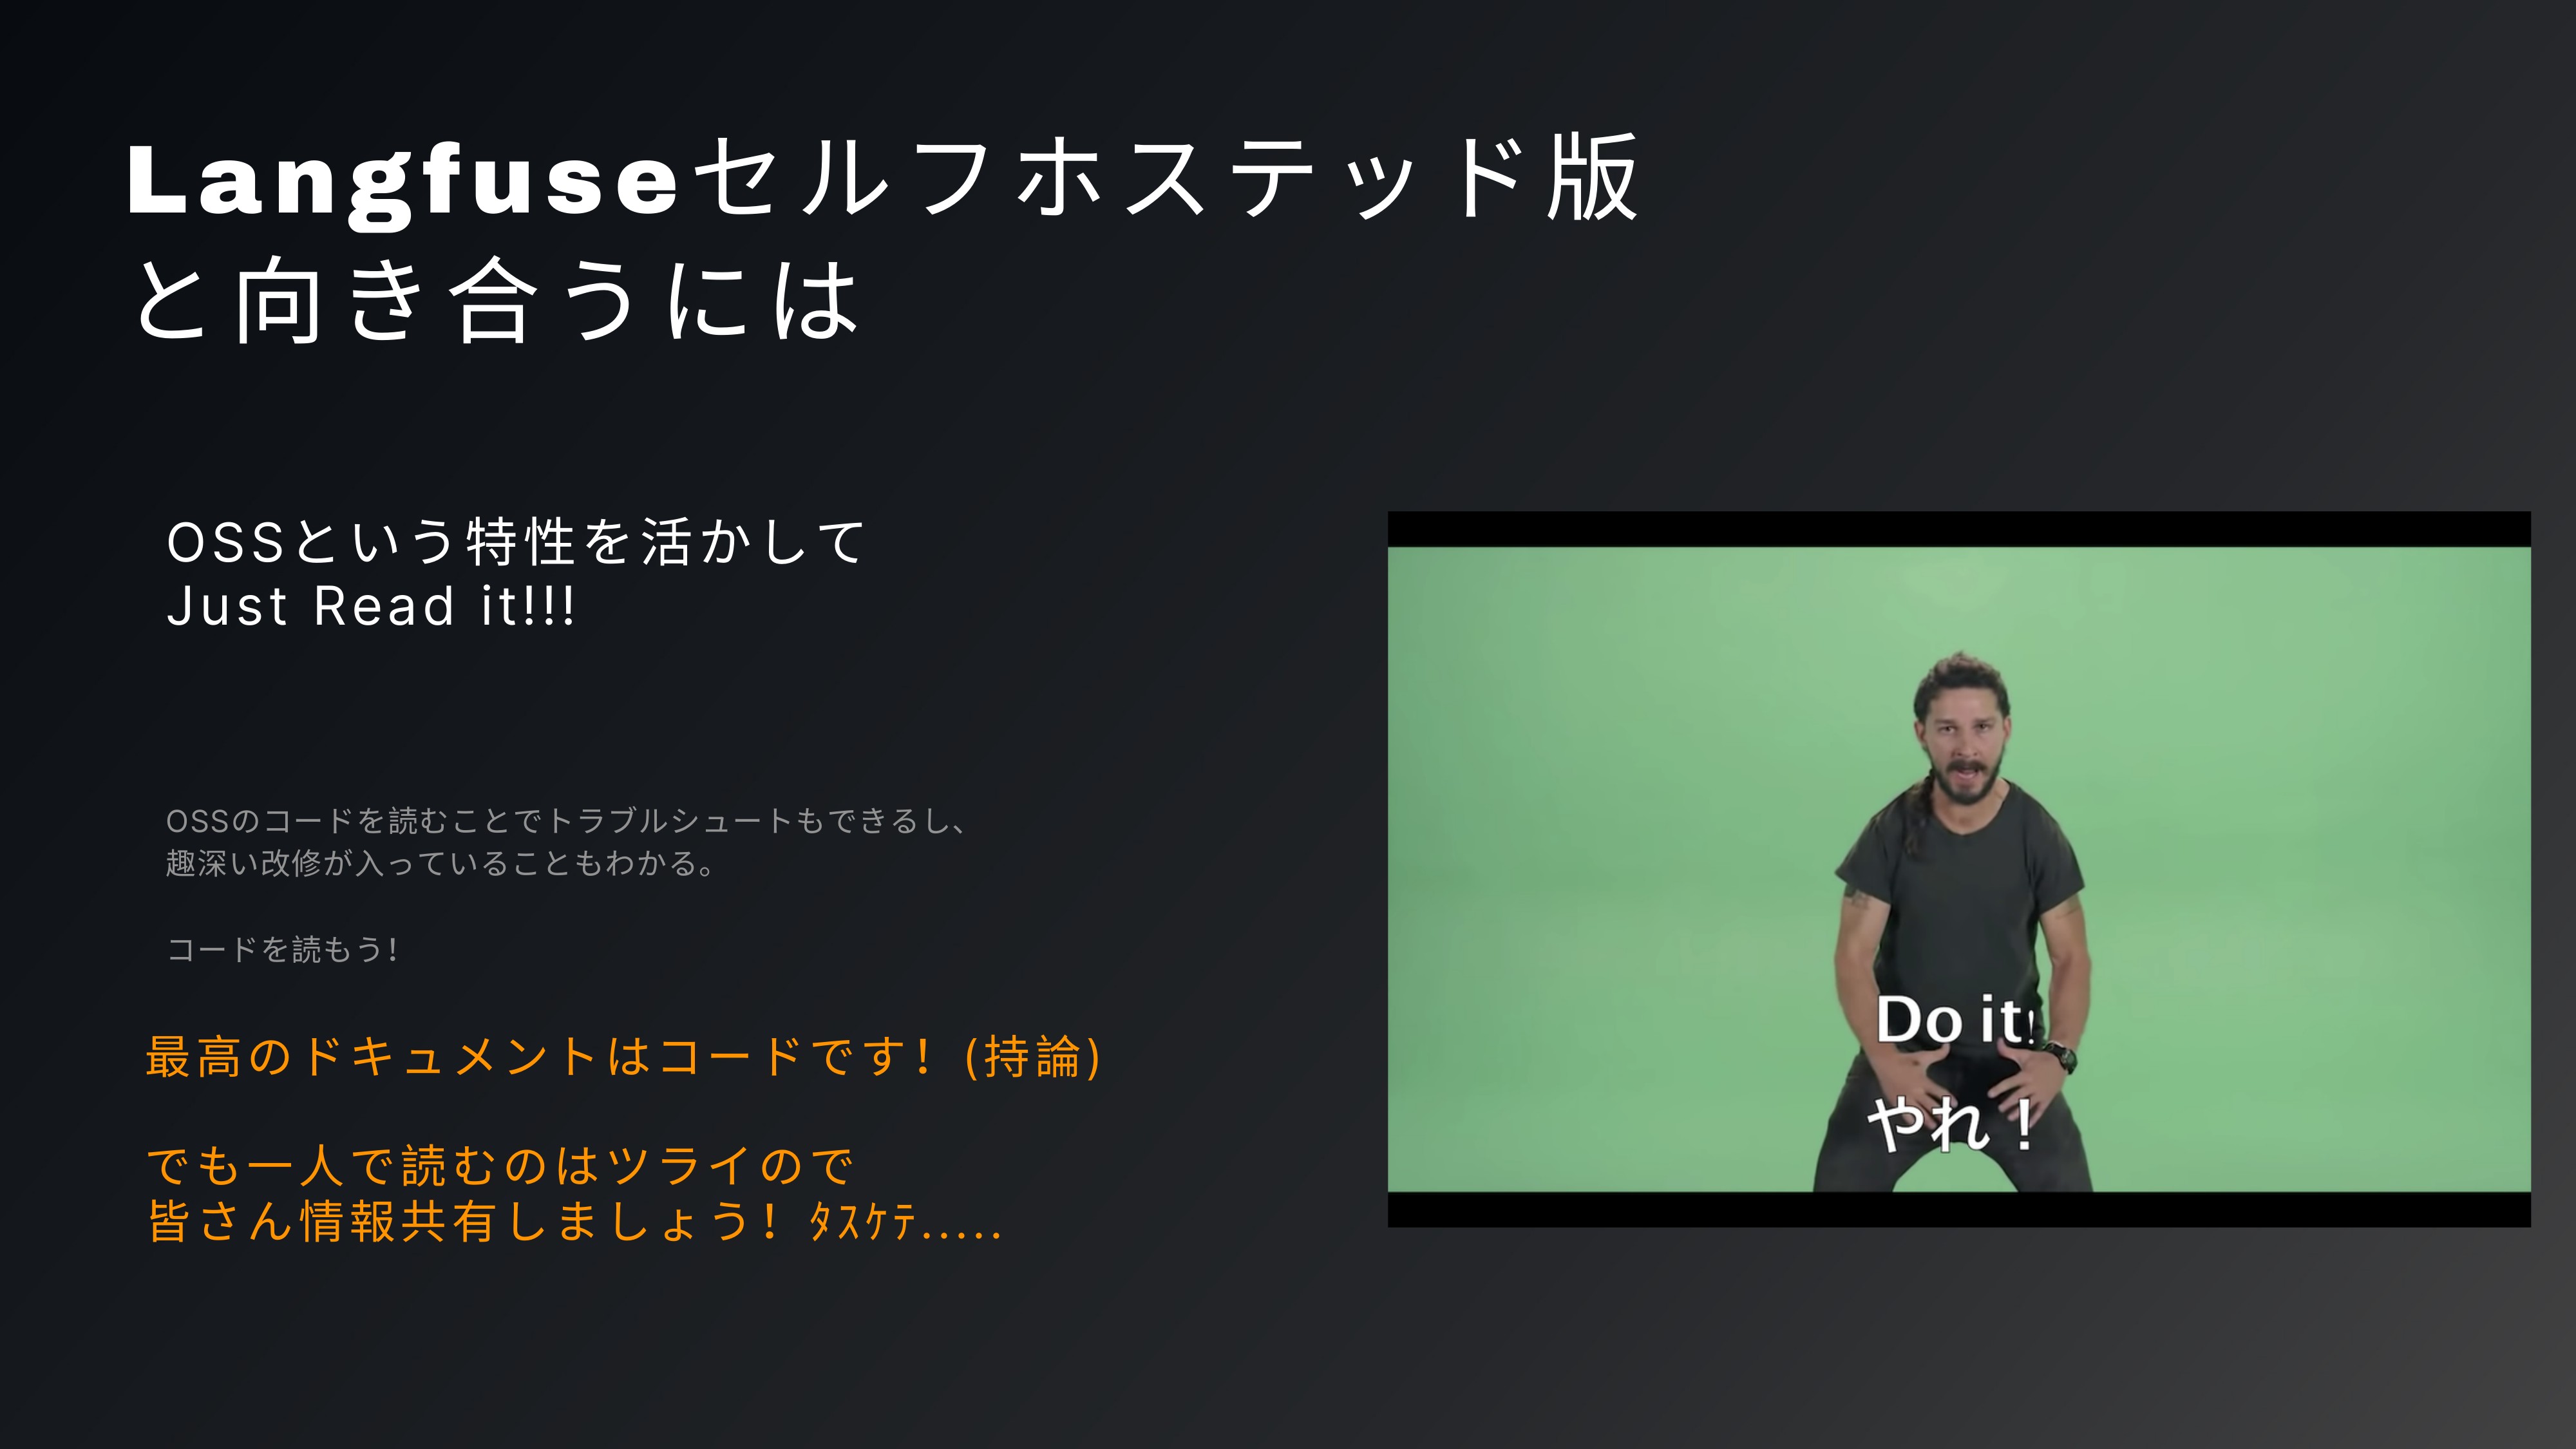 Langfuseセルフホステッド版
と向き合うには
OSSという特性を活かして
Just Read it!!!
OSSのコードを読むことでトラブルシュートもできるし、
趣深い改修が入っていることもわかる。
コードを読もう！
最高のドキュメントはコードです！(持論)
でも一人で読むのはツライので
皆さん情報共有しましょう！ﾀｽｹﾃ.....
Do it!
やれ！